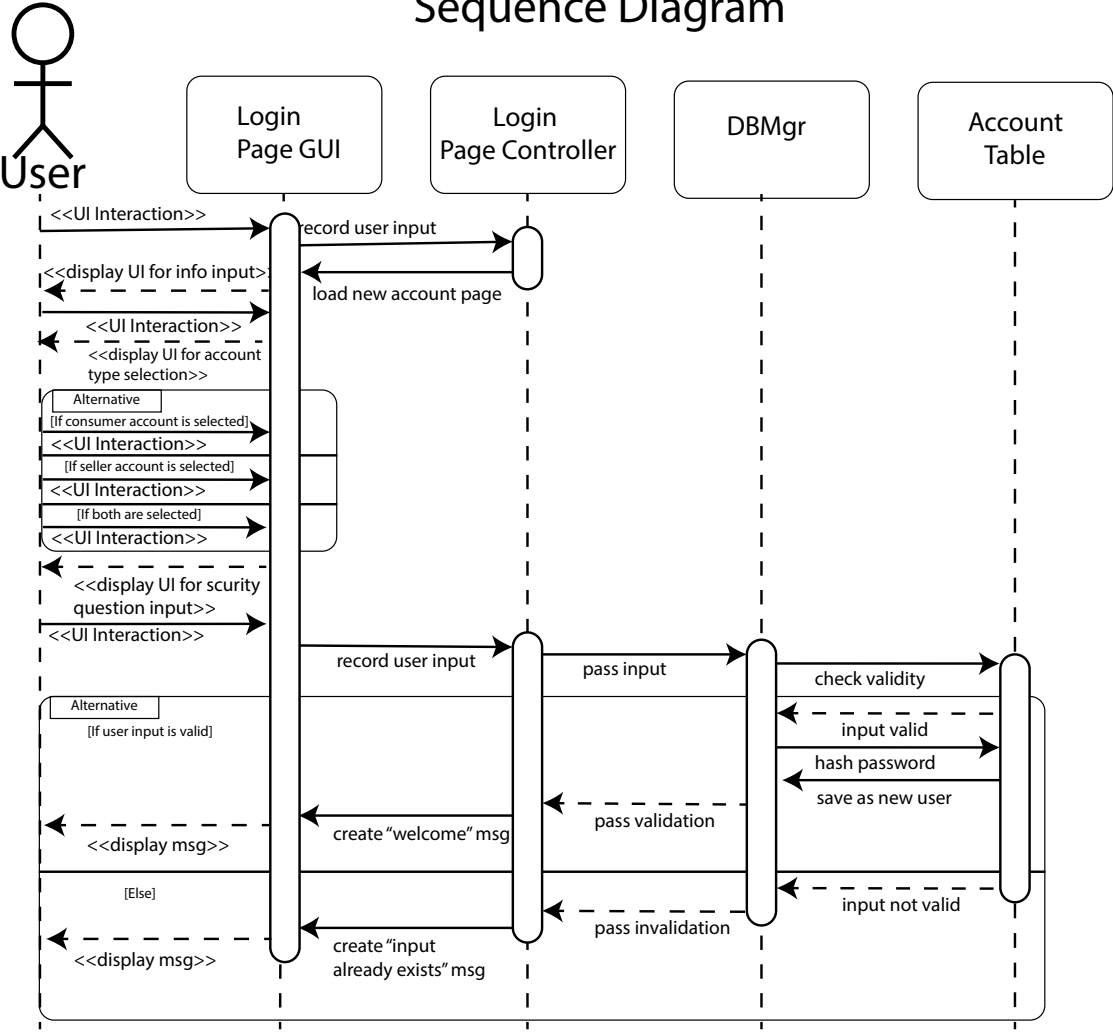 Sequence Diagram
User
Login
Page GUI
Login
Page Controller
DBMgr
Account
Table
<<UI Interaction>>
record user input
<<display UI for info input>
load new account page
<<UI Interaction>>
<<display UI for account
type selection>>
Alternative
[If consumer account is selected]
<<UI Interaction>>
[If seller account is selected]
<<UI Interaction>>
[If both are selected]
<<UI Interaction>>
<<display UI for scurity
question input>>
<<UI Interaction>>
record user input
pass input
check validity
Alternative
[If user input is valid]
input valid
hash password
save as new user
pass validation
create "welcome" msg
<<display msg>>
[Else]
input not valid
pass invalidation
create "input
already exists" msg
<<display msg>>